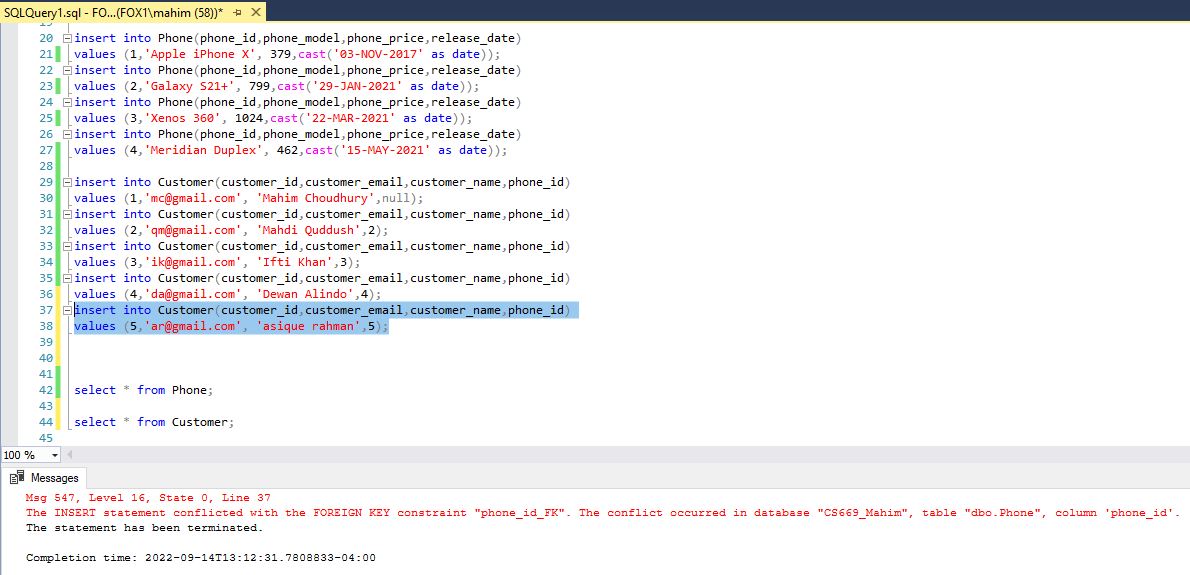 SQLQuery1.sql - FO...(FOX1\mahim (58))*
20 insert into Phone(phone_id,phone_model,phone_price,release_date)
21 values (1,'Apple iPhone X', 379,cast('03-NOV-2017' as date));
22 insert into Phone(phone_id,phone_model,phone_price,release_date)
23 values (2,'Galaxy S21+', 799,cast('29-JAN-2021' as date));
24 insert into Phone(phone_id,phone_model,phone_price,release_date)
25 values (3,'Xenos 360', 1024,cast('22-MAR-2021' as date));
26 insert into Phone(phone_id,phone_model,phone_price,release_date)
27 values (4,'Meridian Duplex', 462,cast('15-MAY-2021' as date));
28
29 insert into Customer(customer_id,customer_email,customer_name,phone_id)
30 values (1,'mc@gmail.com', 'Mahim Choudhury',null);
31 insert into Customer(customer_id,customer_email,customer_name,phone_id)
32 values (2,'qm@gmail.com', 'Mahdi Quddush',2);
33 insert into Customer(customer_id,customer_email,customer_name,phone_id)
34 values (3,'ik@gmail.com', 'Ifti Khan',3);
35 insert into Customer(customer_id,customer_email,customer_name,phone_id)
36 values (4,'da@gmail.com', 'Dewan Alindo',4);
37 insert into Customer(customer_id,customer_email,customer_name,phone_id)
38 values (5,'ar@gmail.com', 'asique rahman',5);
39
40
41
42 select * from Phone;
43
44 select * from Customer;
45
100 %
Messages
Msg 547, Level 16, State 0, Line 37
The INSERT statement conflicted with the FOREIGN KEY constraint "phone_id_FK". The conflict occurred in database "CS669_Mahim", table "dbo.Phone", column 'phone_id'.
The statement has been terminated.
Completion time: 2022-09-14T13:12:31.7808833-04:00